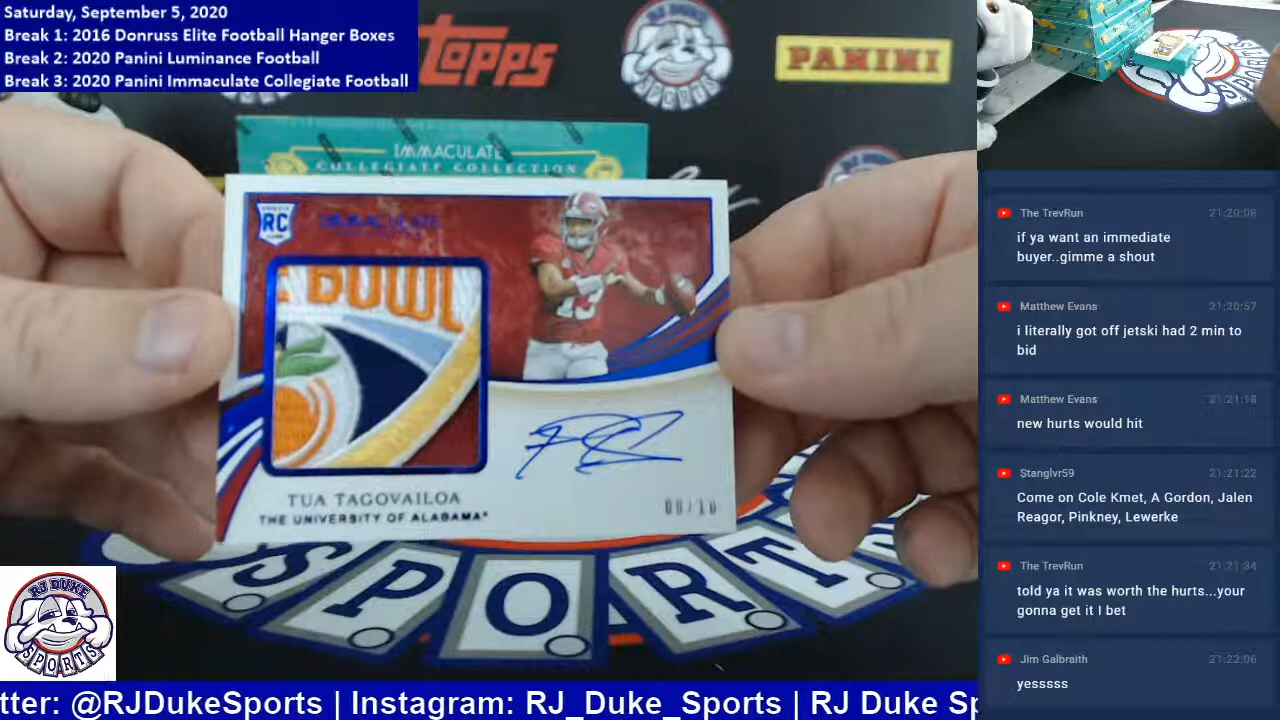 Saturday, September 5, 2020
Break 1: 2016 Donruss Elite Football Hanger Boxes
Break 2: 2020 Panini Luminance Football
Break 3: 2020 Panini Immaculate Collegiate Football
TOPPS
RJ DUKE
SPORTS
PANINI
IMMACULATE
COLLEGIATE COLLECTION
RC
IMMACULATE
BOWL
13
TUA TAGOVAILOA
THE UNIVERSITY OF ALABAMA
SPORTS
RJ DUKE
SPORTS
The TrevRun 21:20:08
if ya want an immediate
buyer..gimme a shout
Matthew Evans 21:20:57
i literally got off jetski had 2 min to
bid
Matthew Evans 21:21:18
new hurts would hit
Stanglvr59 21:21:22
Come on Cole Kmet, A Gordon, Jalen
Reagor, Pinkney, Lewerke
The TrevRun 21:21:34
told ya it was worth the hurts...your
gonna get it I bet
Jim Galbraith 21:22:06
yesssss
tter: @RJDukeSports | Instagram: RJ_Duke_Sports | RJ Duke Sp